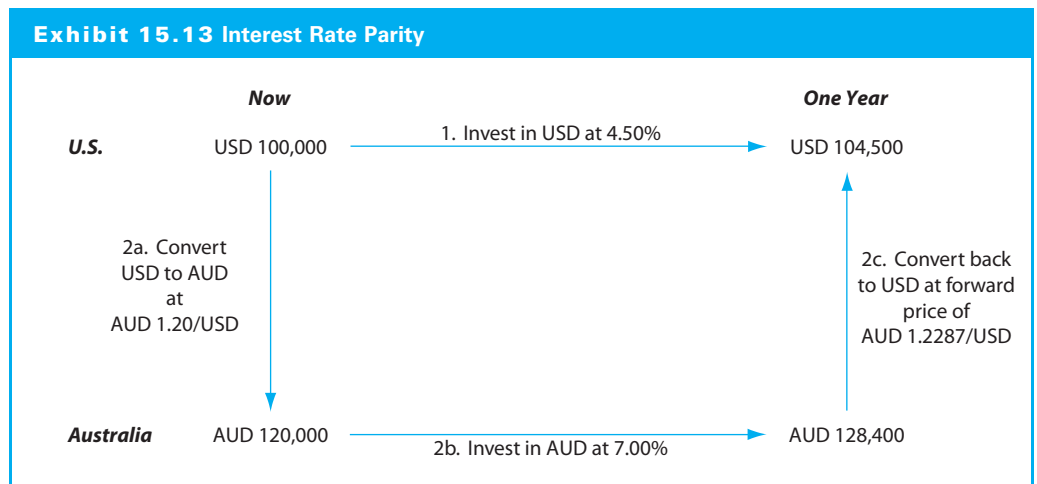 Exhibit 15.13 Interest Rate Parity
Now
One Year
U.S.
USD 100,000
1. Invest in USD at 4.50%
USD 104,500
2a. Convert
USD to AUD
at
AUD 1.20/USD
2c. Convert back
to USD at forward
price of
AUD 1.2287/USD
Australia
AUD 120,000
2b. Invest in AUD at 7.00%
AUD 128,400